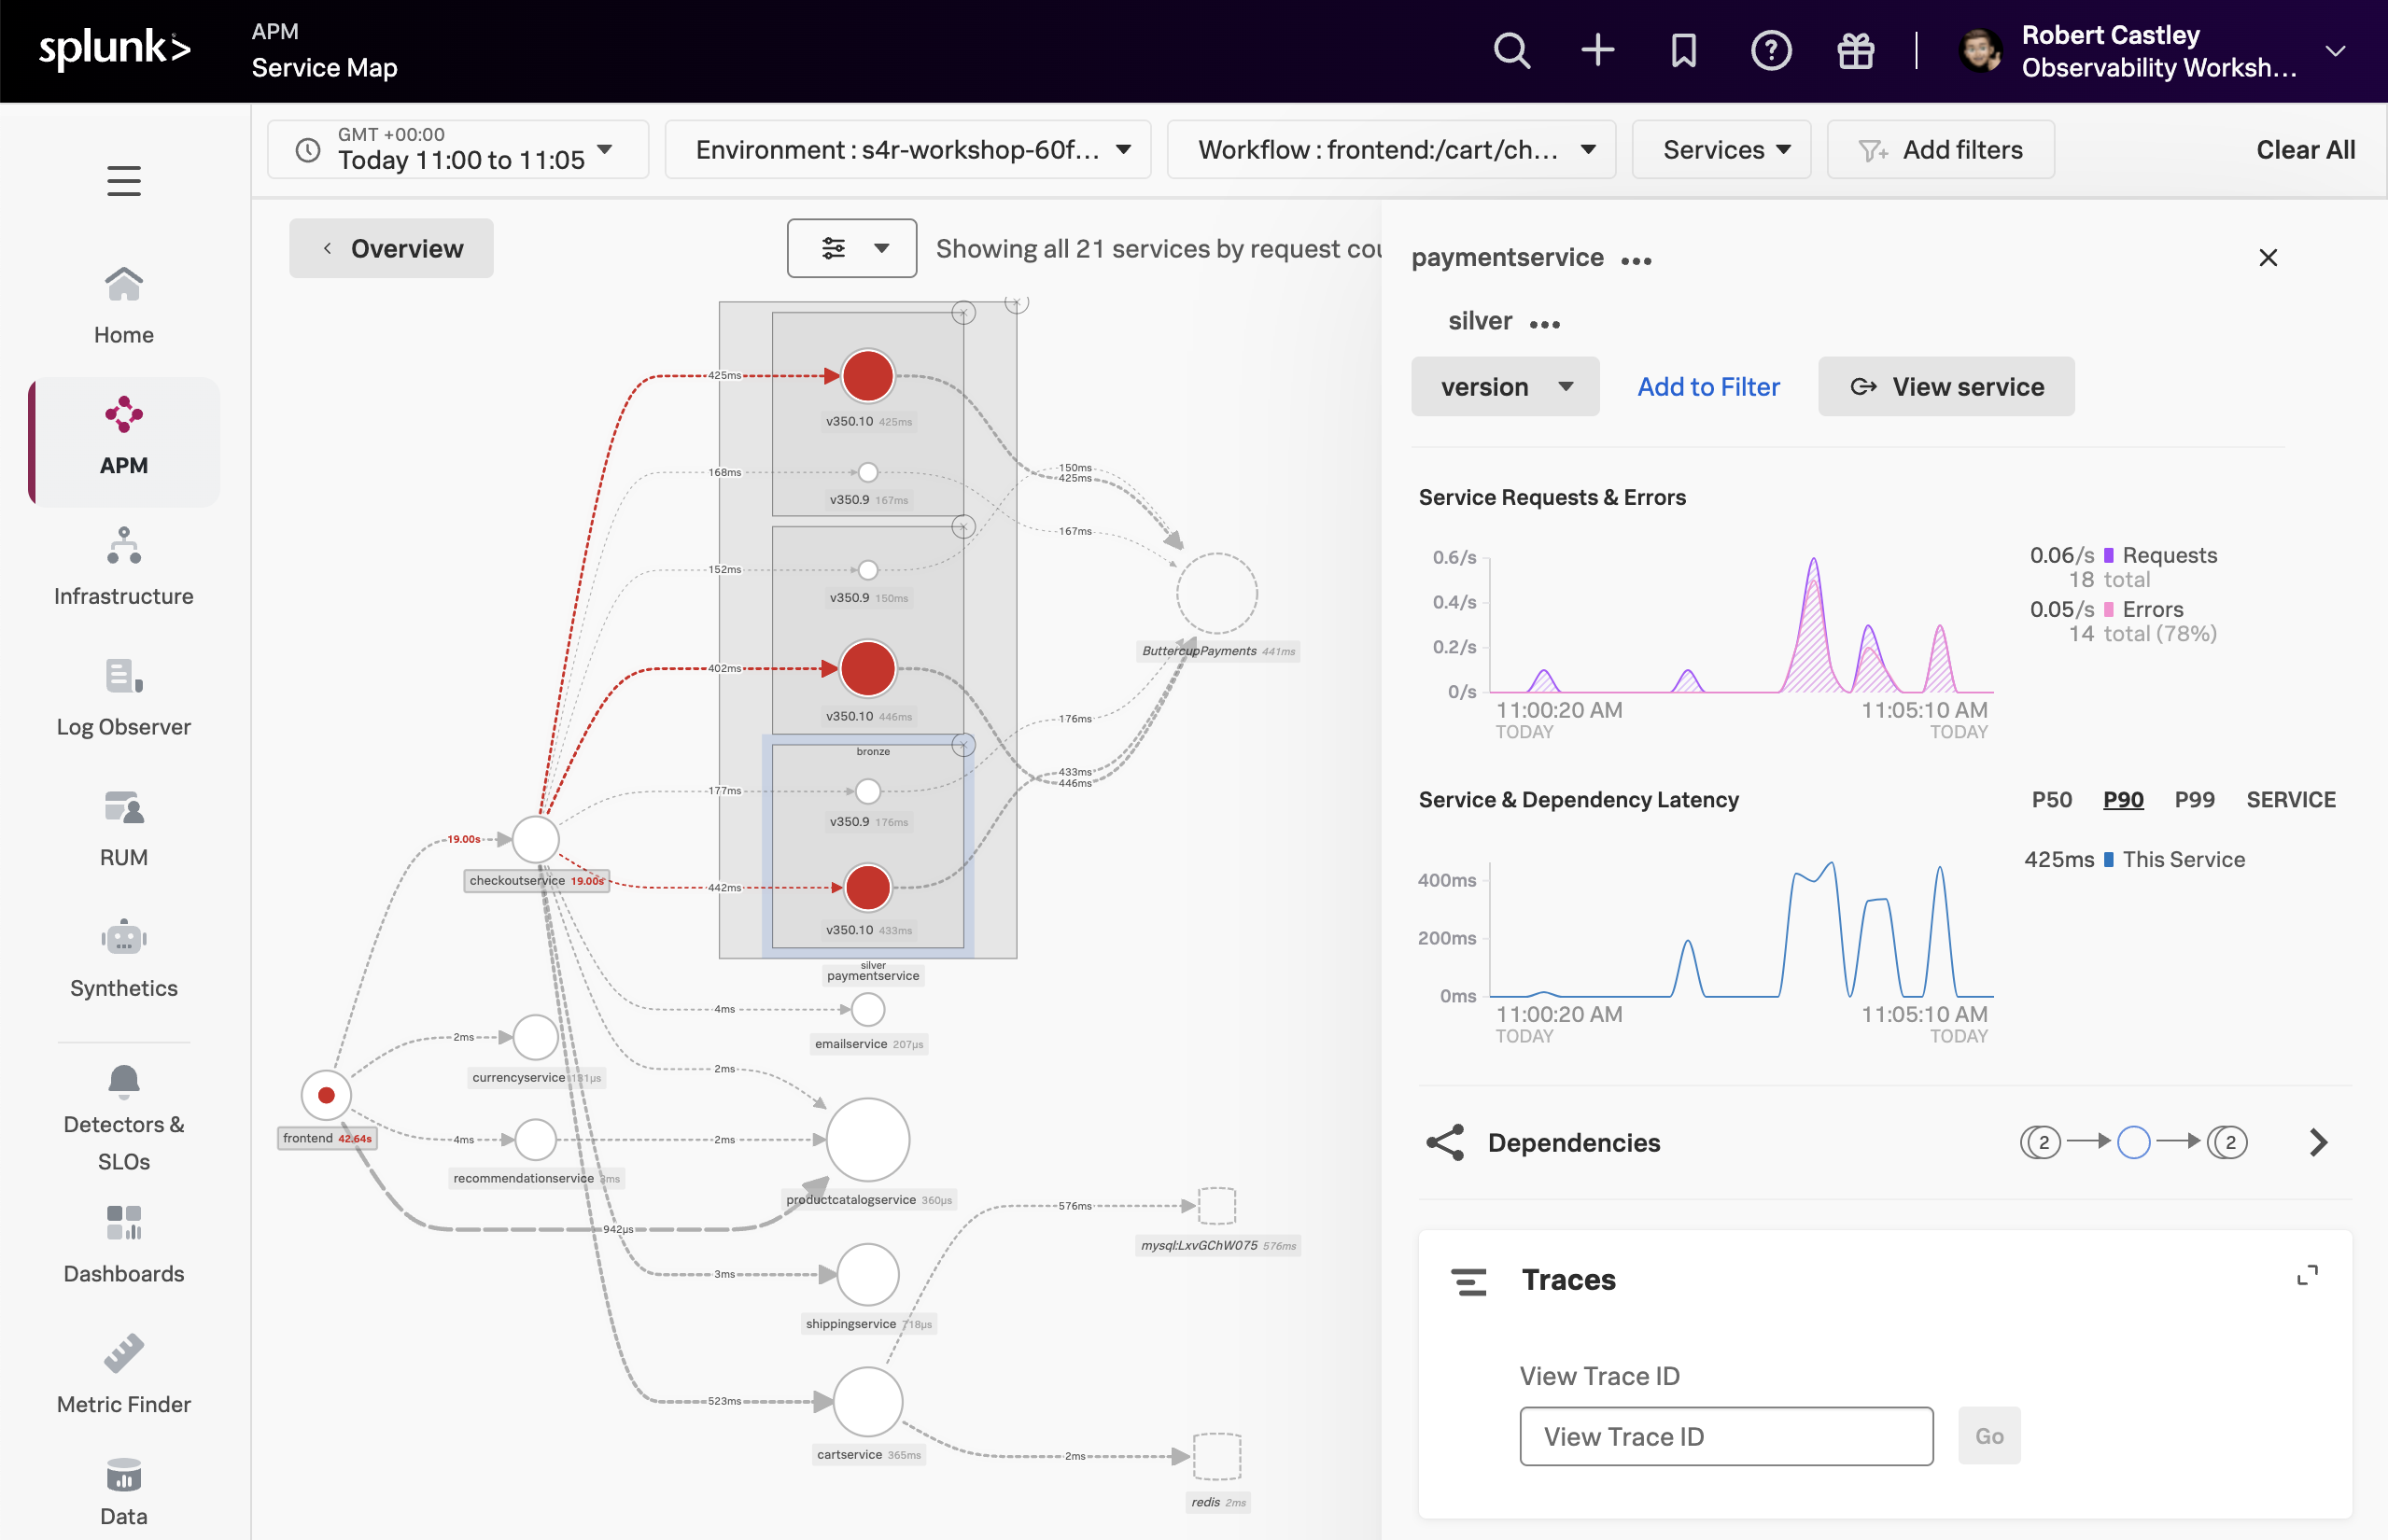 splunk>
APM
Service Map
Robert Castley
Observability Worksh...
GMT +00:00
Today 11:00 to 11:05
Environment : s4r-workshop-60f...
Workflow : frontend:/cart/ch...
Services
Add filters
Clear All
Home
APM
Infrastructure
Log Observer
RUM
Synthetics
Detectors &
SLOs
Dashboards
Metric Finder
Data
Overview
Showing all 21 services by request cou
425ms
v350.10 425ms
168ms
v350.9 167ms
150ms
425ms
167ms
152ms
v350.9 150ms
402ms
v350.10 446ms
ButtercupPayments 441ms
bronze
177ms
v350.9 176ms
176ms
433ms
446ms
19.00s
checkoutservice 19.00s
442ms
v350.10 433ms
silver
paymentservice
4ms
emailservice 207µs
2ms
currencyservice
2ms
frontend 42.64s
4ms
recommendationservice
2ms
productcatalogservice 360µs
942µs
576ms
mysql:LxvGChW075 576ms
3ms
shippingservice 718µs
523ms
cartservice 365ms
2ms
redis 2ms
paymentservice
silver
version
Add to Filter
View service
Service Requests & Errors
0.6/s
0.4/s
0.2/s
0/s
11:00:20 AM
TODAY
11:05:10 AM
TODAY
0.06/s Requests
18 total
0.05/s Errors
14 total (78%)
Service & Dependency Latency
P50 P90 P99 SERVICE
425ms This Service
400ms
200ms
0ms
11:00:20 AM
TODAY
11:05:10 AM
TODAY
Dependencies
2
2
Traces
View Trace ID
View Trace ID
Go